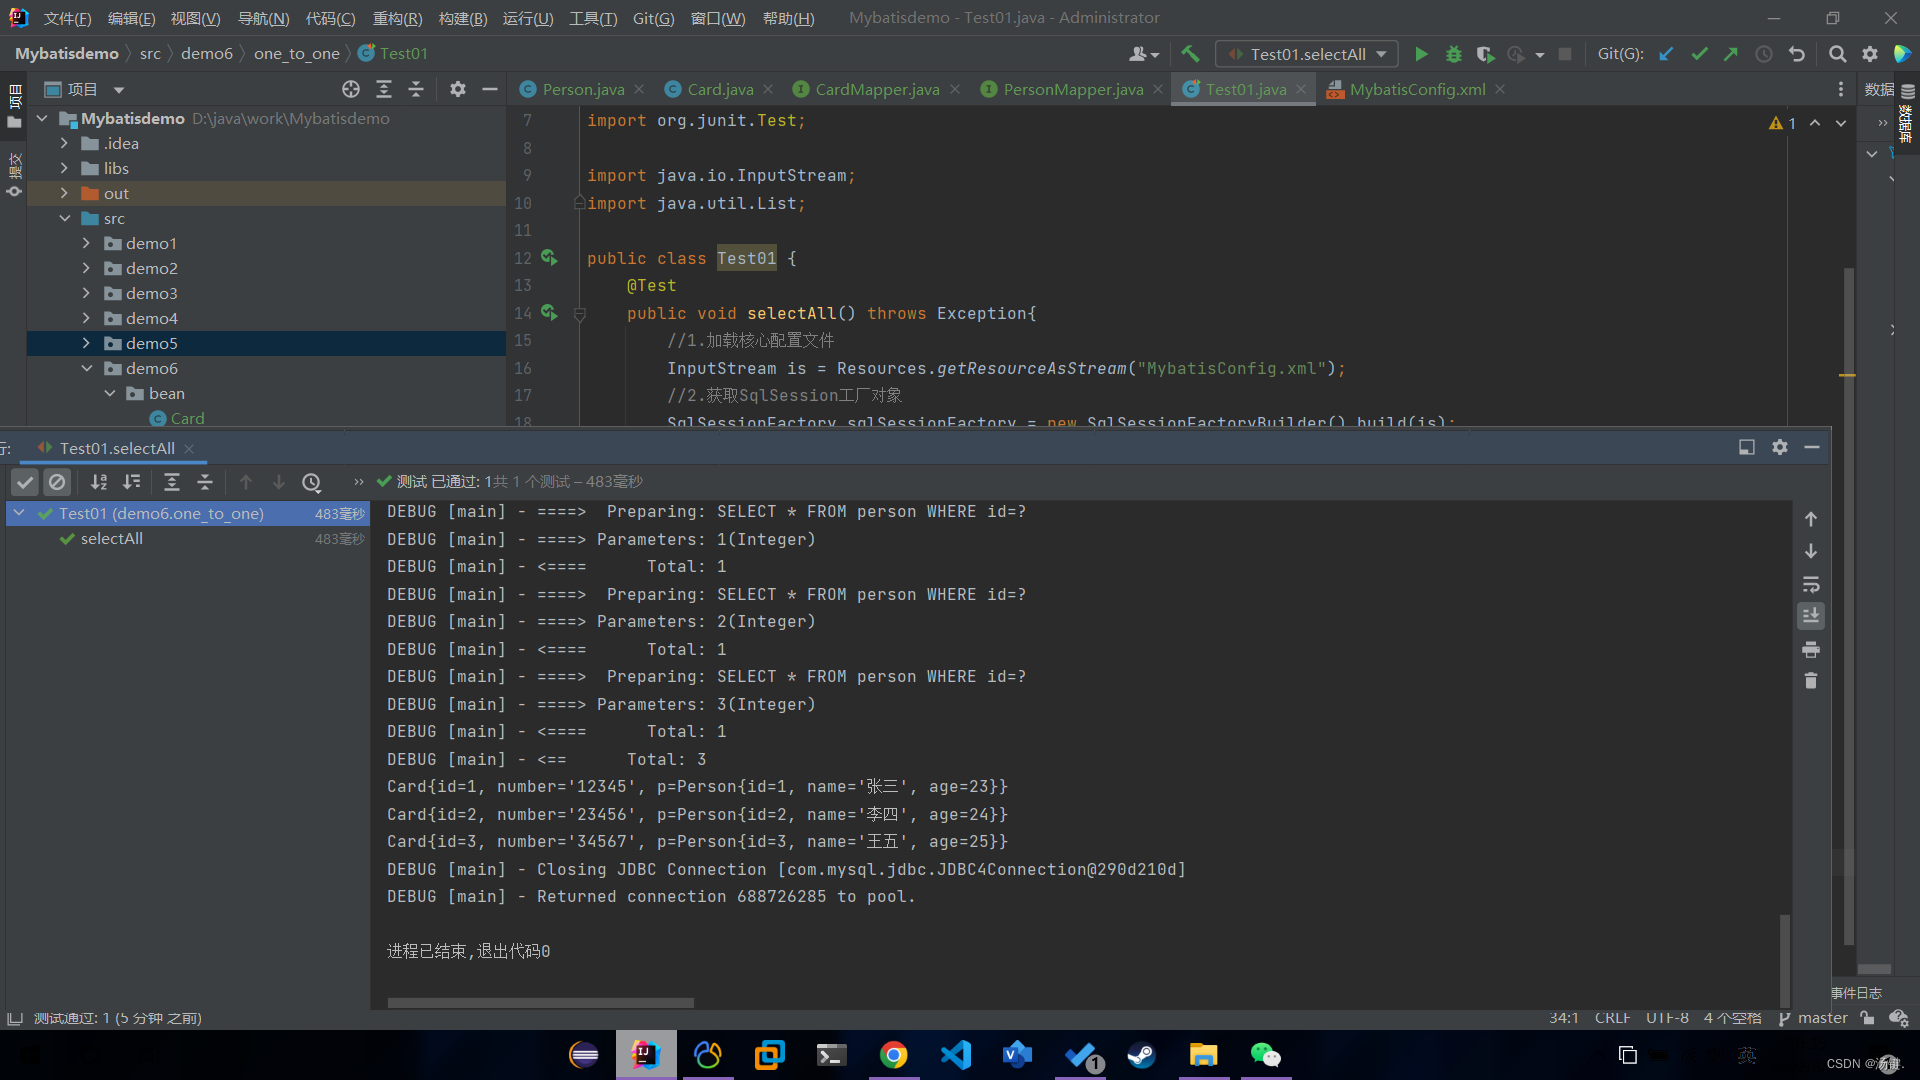 文件(F) 编辑(E) 视图(V) 导航(N) 代码(C) 重构(R) 构建(B) 运行(U) 工具(T) Git(G) 窗口(W) 帮助(H) Mybatisdemo - Test01.java - Administrator
Mybatisdemo src demo6 one_to_one Test01
Test01.selectAll
Git(G):
项目
Person.java Card.java CardMapper.java PersonMapper.java Test01.java MybatisConfig.xml
数据
项目
提交
数据库
Mybatisdemo D:\java\work\Mybatisdemo
.idea
libs
out
src
demo1
demo2
demo3
demo4
demo5
demo6
bean
Card
1
7 import org.junit.Test;
8
9 import java.io.InputStream;
10 import java.util.List;
11
12 public class Test01 {
13 @Test
14 public void selectAll() throws Exception{
15 //1.加载核心配置文件
16 InputStream is = Resources.getResourceAsStream("MybatisConfig.xml");
17 //2.获取SqlSession工厂对象
18 SqlSessionFactory sqlSessionFactory = new SqlSessionFactoryBuilder().build(is);
行: Test01.selectAll
测试 已通过: 1共 1 个测试 – 483毫秒
Test01 (demo6.one_to_one) 483毫秒
selectAll 483毫秒
DEBUG [main] - ====>  Preparing: SELECT * FROM person WHERE id=?
DEBUG [main] - ====> Parameters: 1(Integer)
DEBUG [main] - <====      Total: 1
DEBUG [main] - ====>  Preparing: SELECT * FROM person WHERE id=?
DEBUG [main] - ====> Parameters: 2(Integer)
DEBUG [main] - <====      Total: 1
DEBUG [main] - ====>  Preparing: SELECT * FROM person WHERE id=?
DEBUG [main] - ====> Parameters: 3(Integer)
DEBUG [main] - <====      Total: 1
DEBUG [main] - <==      Total: 3
Card{id=1, number='12345', p=Person{id=1, name='张三', age=23}}
Card{id=2, number='23456', p=Person{id=2, name='李四', age=24}}
Card{id=3, number='34567', p=Person{id=3, name='王五', age=25}}
DEBUG [main] - Closing JDBC Connection [com.mysql.jdbc.JDBC4Connection@290d210d]
DEBUG [main] - Returned connection 688726285 to pool.
进程已结束,退出代码0
事件日志
测试通过: 1 (5 分钟 之前)
34:1 CRLF UTF-8 4 个空格 master
1
英
CSDN @汤键.